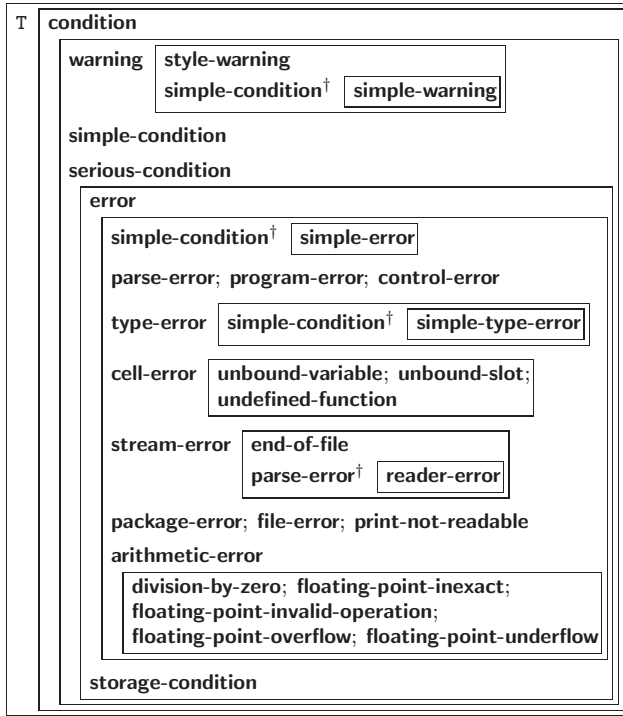 T condition
warning style-warning
simple-condition† simple-warning
simple-condition
serious-condition
error
simple-condition† simple-error
parse-error; program-error; control-error
type-error simple-condition† simple-type-error
cell-error unbound-variable; unbound-slot;
undefined-function
stream-error end-of-file
parse-error† reader-error
package-error; file-error; print-not-readable
arithmetic-error
division-by-zero; floating-point-inexact;
floating-point-invalid-operation;
floating-point-overflow; floating-point-underflow
storage-condition